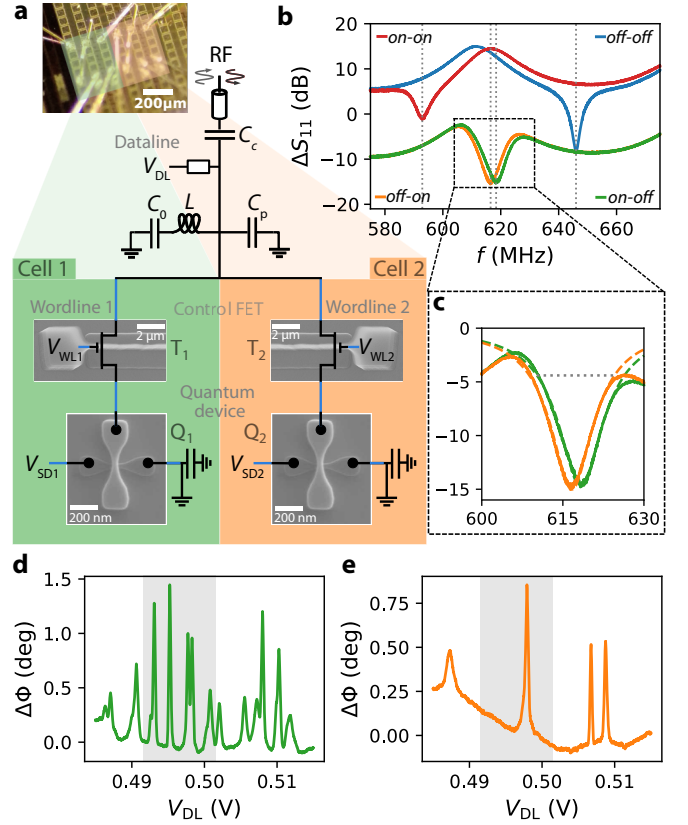 a
200μm
RF
C_c
Dataline
V_DL
C_0
L
C_p
Cell 1
Cell 2
Wordline 1
Control FET
Wordline 2
2 μm
2 μm
V_WL1
T_1
T_2
V_WL2
Quantum
device
Q_1
Q_2
V_SD1
V_SD2
200 nm
200 nm
b
on-on
off-off
off-on
on-off
ΔS_11 (dB)
20
10
0
−10
−20
580
600
620
640
660
f (MHz)
c
0
−5
−10
−15
600
615
630
d
ΔΦ (deg)
1.5
1.0
0.5
0.0
0.49
0.50
0.51
V_DL (V)
e
ΔΦ (deg)
0.75
0.50
0.25
0.00
0.49
0.50
0.51
V_DL (V)